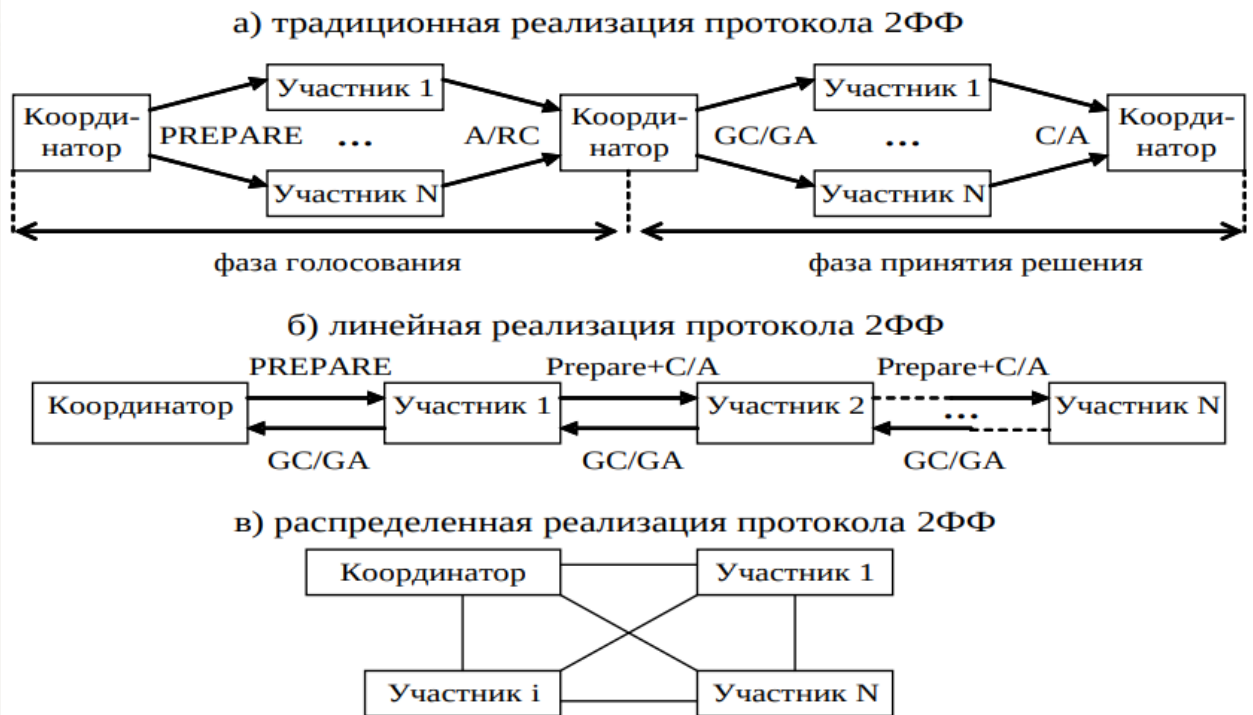 а) традиционная реализация протокола 2ФФ
Участник 1
Участник 1
Коорди-
натор
PREPARE
...
A/RC
Коорди-
натор
GC/GA
...
C/A
Коорди-
натор
Участник N
Участник N
фаза голосования
фаза принятия решения
б) линейная реализация протокола 2ФФ
PREPARE
Prepare+C/A
Prepare+C/A
Координатор
Участник 1
Участник 2
...
Участник N
GC/GA
GC/GA
GC/GA
в) распределенная реализация протокола 2ФФ
Координатор
Участник 1
Участник i
Участник N